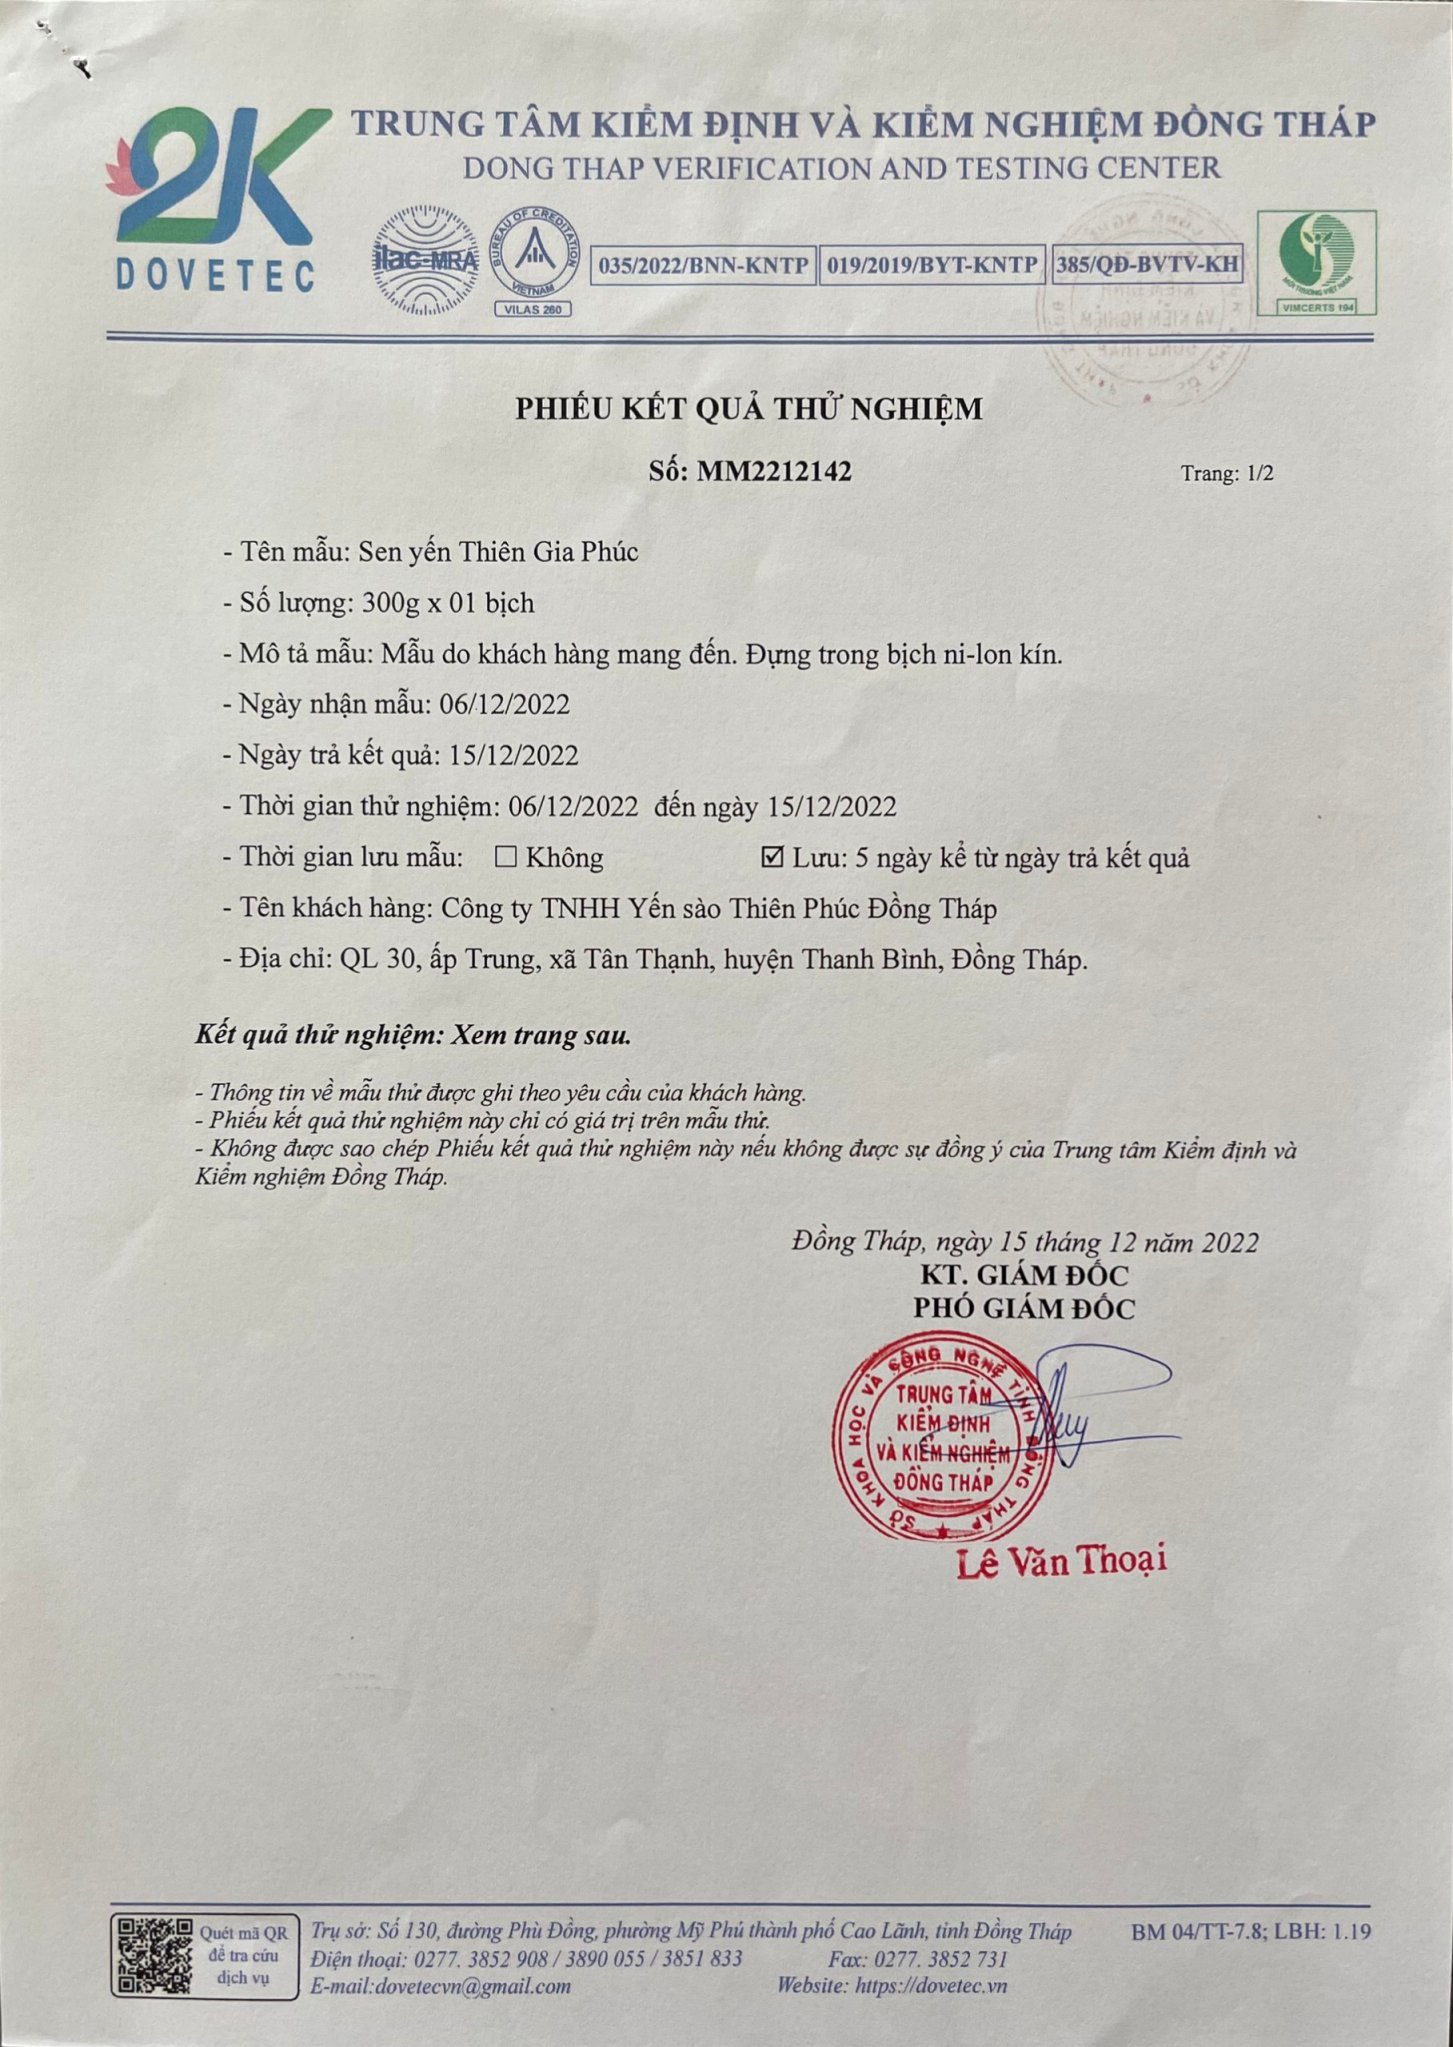 2K
DOVETEC
TRUNG TÂM KIỂM ĐỊNH VÀ KIỂM NGHIỆM ĐỒNG THÁP
DONG THAP VERIFICATION AND TESTING CENTER
ilac-MRA
BUREAU OF CREDITATION
VIETNAM
VILAS 260
035/2022/BNN-KNTP
019/2019/BYT-KNTP
385/QĐ-BVTV-KH
MÔI TRƯỜNG VIỆT NAM
VIMCERTS 194
PHIẾU KẾT QUẢ THỬ NGHIỆM
Số: MM2212142
Trang: 1/2
- Tên mẫu: Sen yến Thiên Gia Phúc
- Số lượng: 300g x 01 bịch
- Mô tả mẫu: Mẫu do khách hàng mang đến. Đựng trong bịch ni-lon kín.
- Ngày nhận mẫu: 06/12/2022
- Ngày trả kết quả: 15/12/2022
- Thời gian thử nghiệm: 06/12/2022 đến ngày 15/12/2022
- Thời gian lưu mẫu: ☐ Không ☑ Lưu: 5 ngày kể từ ngày trả kết quả
- Tên khách hàng: Công ty TNHH Yến sào Thiên Phúc Đồng Tháp
- Địa chỉ: QL 30, ấp Trung, xã Tân Thạnh, huyện Thanh Bình, Đồng Tháp.
Kết quả thử nghiệm: Xem trang sau.
- Thông tin về mẫu thử được ghi theo yêu cầu của khách hàng.
- Phiếu kết quả thử nghiệm này chỉ có giá trị trên mẫu thử.
- Không được sao chép Phiếu kết quả thử nghiệm này nếu không được sự đồng ý của Trung tâm Kiểm định và
Kiểm nghiệm Đồng Tháp.
Đồng Tháp, ngày 15 tháng 12 năm 2022
KT. GIÁM ĐỐC
PHÓ GIÁM ĐỐC
SỞ KHOA HỌC VÀ CÔNG NGHỆ TỈNH ĐỒNG THÁP
TRUNG TÂM
KIỂM ĐỊNH
VÀ KIỂM NGHIỆM
ĐỒNG THÁP
Lê Văn Thoại
Quét mã QR
để tra cứu
dịch vụ
Trụ sở: Số 130, đường Phù Đồng, phường Mỹ Phú thành phố Cao Lãnh, tỉnh Đồng Tháp
BM 04/TT-7.8; LBH: 1.19
Điện thoại: 0277. 3852 908 / 3890 055 / 3851 833
Fax: 0277. 3852 731
E-mail:dovetecvn@gmail.com
Website: https://dovetec.vn